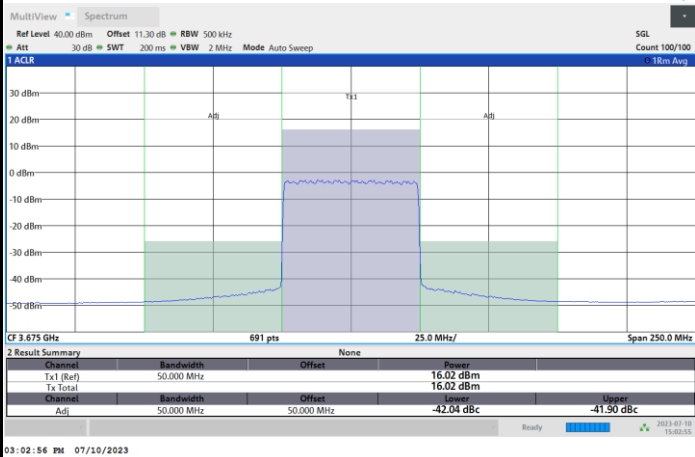 MultiView Spectrum
Ref Level 40.00 dBm Offset 11.30 dB RBW 500 kHz SGL
Att 30 dB SWT 200 ms VBW 2 MHz Mode Auto Sweep Count 100/100
1 ACLR 1Rm Avg
30 dBm
Tx1
20 dBm
Adj Adj
10 dBm
0 dBm
-10 dBm
-20 dBm
-30 dBm
-40 dBm
-50 dBm
CF 3.675 GHz 691 pts 25.0 MHz/ Span 250.0 MHz
2 Result Summary None
Channel Bandwidth Offset Power
Tx1 (Ref) 50.000 MHz 16.02 dBm
Tx Total 16.02 dBm
Channel Bandwidth Offset Lower Upper
Adj 50.000 MHz 50.000 MHz -42.04 dBc -41.90 dBc
Ready 2023-07-10
15:02:55
03:02:56 PM 07/10/2023